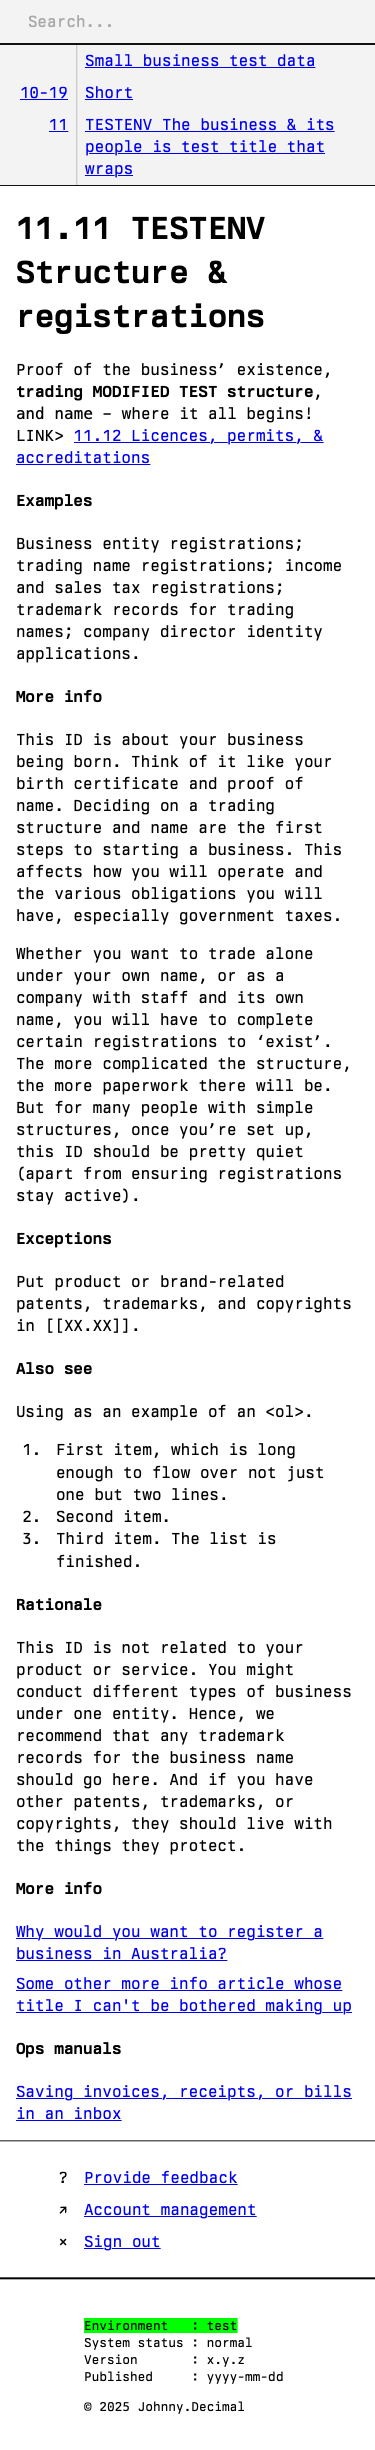 Search...
Small business test data
10-19 Short
11 TESTENV The business & its
people is test title that
wraps
11.11 TESTENV
Structure &
registrations
Proof of the business’ existence,
trading MODIFIED TEST structure,
and name – where it all begins!
LINK> 11.12 Licences, permits, &
accreditations
Examples
Business entity registrations;
trading name registrations; income
and sales tax registrations;
trademark records for trading
names; company director identity
applications.
More info
This ID is about your business
being born. Think of it like your
birth certificate and proof of
name. Deciding on a trading
structure and name are the first
steps to starting a business. This
affects how you will operate and
the various obligations you will
have, especially government taxes.
Whether you want to trade alone
under your own name, or as a
company with staff and its own
name, you will have to complete
certain registrations to ‘exist’.
The more complicated the structure,
the more paperwork there will be.
But for many people with simple
structures, once you’re set up,
this ID should be pretty quiet
(apart from ensuring registrations
stay active).
Exceptions
Put product or brand-related
patents, trademarks, and copyrights
in [[XX.XX]].
Also see
Using as an example of an <ol>.
1. First item, which is long
enough to flow over not just
one but two lines.
2. Second item.
3. Third item. The list is
finished.
Rationale
This ID is not related to your
product or service. You might
conduct different types of business
under one entity. Hence, we
recommend that any trademark
records for the business name
should go here. And if you have
other patents, trademarks, or
copyrights, they should live with
the things they protect.
More info
Why would you want to register a
business in Australia?
Some other more info article whose
title I can't be bothered making up
Ops manuals
Saving invoices, receipts, or bills
in an inbox
? Provide feedback
↗ Account management
× Sign out
Environment : test
System status : normal
Version : x.y.z
Published : yyyy-mm-dd
© 2025 Johnny.Decimal